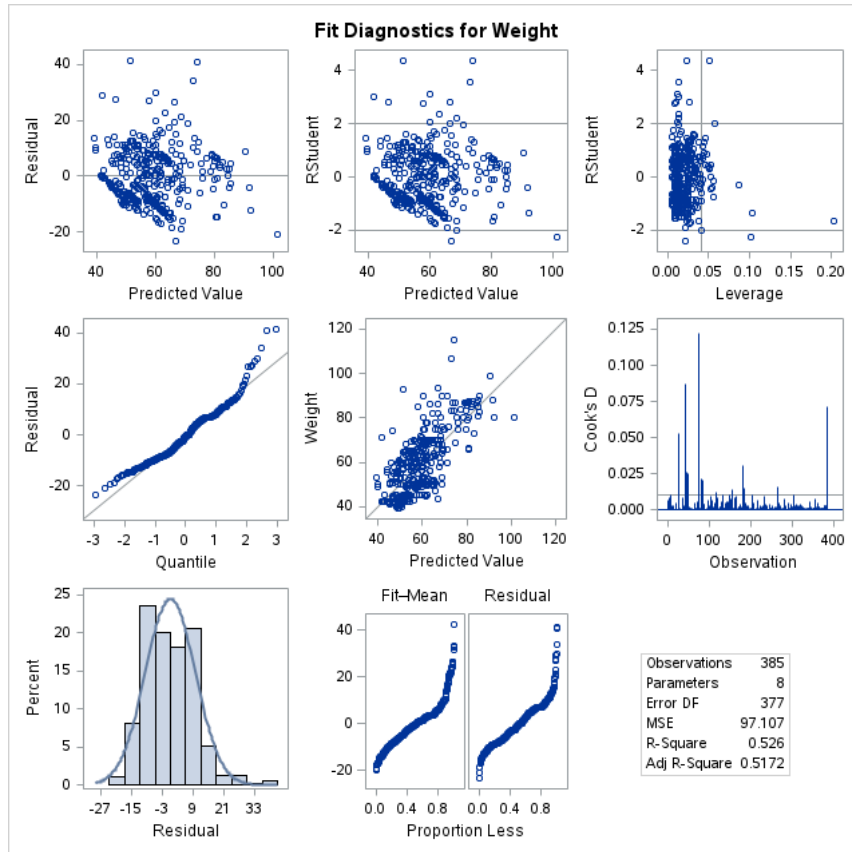 Fit Diagnostics for Weight
40
20
0
-20
Residual
40 60 80 100
Predicted Value
4
2
0
-2
RStudent
40 60 80 100
Predicted Value
4
2
0
-2
RStudent
0.00 0.05 0.10 0.15 0.20
Leverage
40
20
0
-20
Residual
-3 -2 -1 0 1 2 3
Quantile
120
100
80
60
40
Weight
40 60 80 100 120
Predicted Value
0.125
0.100
0.075
0.050
0.025
0.000
Cook's D
0 100 200 300 400
Observation
25
20
15
10
5
0
Percent
-27 -15 -3 9 21 33
Residual
Fit–Mean Residual
40
20
0
-20
0.0 0.4 0.8 0.0 0.4 0.8
Proportion Less
Observations 385
Parameters 8
Error DF 377
MSE 97.107
R-Square 0.526
Adj R-Square 0.5172